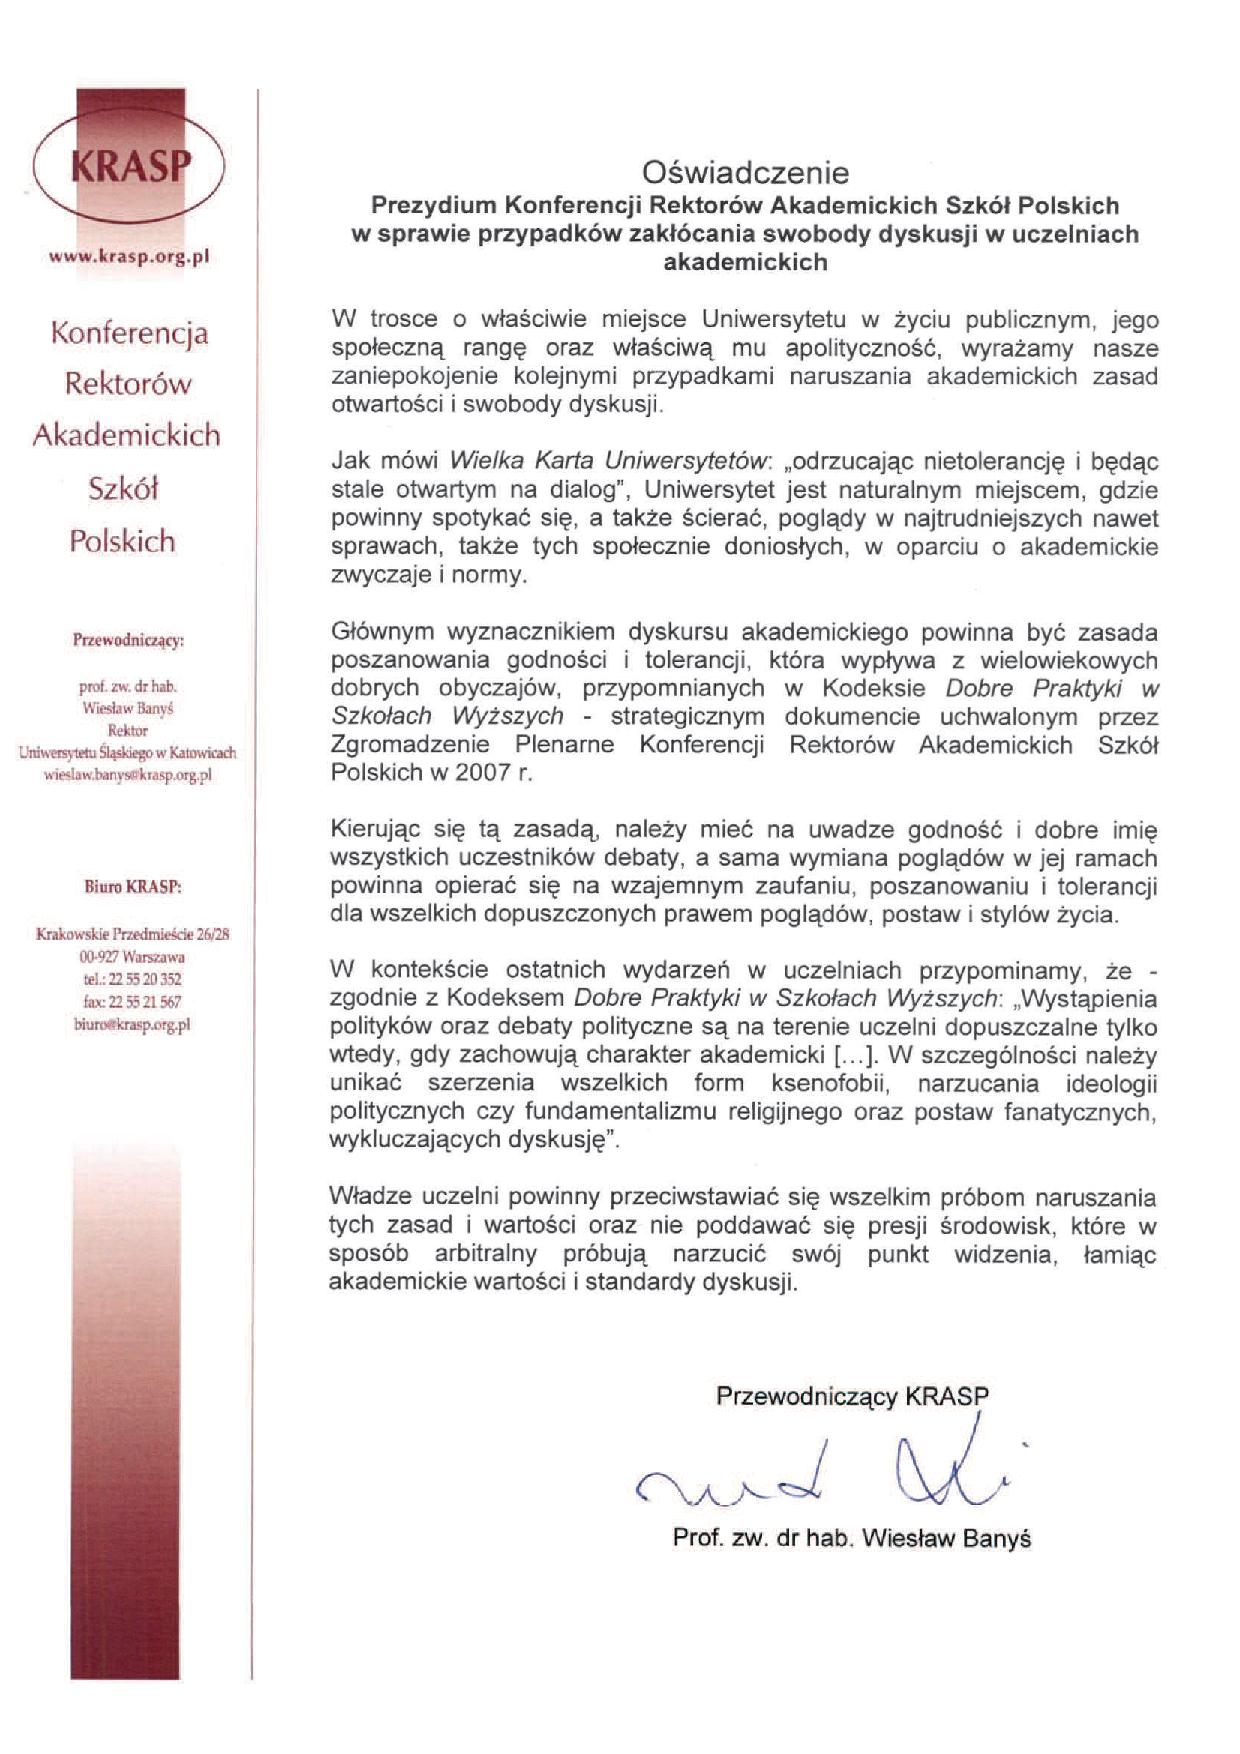 KRASP
www.krasp.org.pl
Konferencja
Rektorów
Akademickich
Szkół
Polskich
Przewodniczący:
prof. zw. dr hab.
Wiesław Banyś
Rektor
Uniwersytetu Śląskiego w Katowicach
wieslaw.banys@krasp.org.pl
Biuro KRASP:
Krakowskie Przedmieście 26/28
00-927 Warszawa
tel.: 22 55 20 352
fax: 22 55 21 567
biuro@krasp.org.pl
Oświadczenie
Prezydium Konferencji Rektorów Akademickich Szkół Polskich
w sprawie przypadków zakłócania swobody dyskusji w uczelniach
akademickich
W trosce o właściwie miejsce Uniwersytetu w życiu publicznym, jego
społeczną rangę oraz właściwą mu apolityczność, wyrażamy nasze
zaniepokojenie kolejnymi przypadkami naruszania akademickich zasad
otwartości i swobody dyskusji.
Jak mówi Wielka Karta Uniwersytetów: „odrzucając nietolerancję i będąc
stale otwartym na dialog”, Uniwersytet jest naturalnym miejscem, gdzie
powinny spotykać się, a także ścierać, poglądy w najtrudniejszych nawet
sprawach, także tych społecznie doniosłych, w oparciu o akademickie
zwyczaje i normy.
Głównym wyznacznikiem dyskursu akademickiego powinna być zasada
poszanowania godności i tolerancji, która wypływa z wielowiekowych
dobrych obyczajów, przypomnianych w Kodeksie Dobre Praktyki w
Szkołach Wyższych - strategicznym dokumencie uchwalonym przez
Zgromadzenie Plenarne Konferencji Rektorów Akademickich Szkół
Polskich w 2007 r.
Kierując się tą zasadą, należy mieć na uwadze godność i dobre imię
wszystkich uczestników debaty, a sama wymiana poglądów w jej ramach
powinna opierać się na wzajemnym zaufaniu, poszanowaniu i tolerancji
dla wszelkich dopuszczonych prawem poglądów, postaw i stylów życia.
W kontekście ostatnich wydarzeń w uczelniach przypominamy, że -
zgodnie z Kodeksem Dobre Praktyki w Szkołach Wyższych: „Wystąpienia
polityków oraz debaty polityczne są na terenie uczelni dopuszczalne tylko
wtedy, gdy zachowują charakter akademicki [...]. W szczególności należy
unikać szerzenia wszelkich form ksenofobii, narzucania ideologii
politycznych czy fundamentalizmu religijnego oraz postaw fanatycznych,
wykluczających dyskusję”.
Władze uczelni powinny przeciwstawiać się wszelkim próbom naruszania
tych zasad i wartości oraz nie poddawać się presji środowisk, które w
sposób arbitralny próbują narzucić swój punkt widzenia, łamiąc
akademickie wartości i standardy dyskusji.
Przewodniczący KRASP
Prof. zw. dr hab. Wiesław Banyś